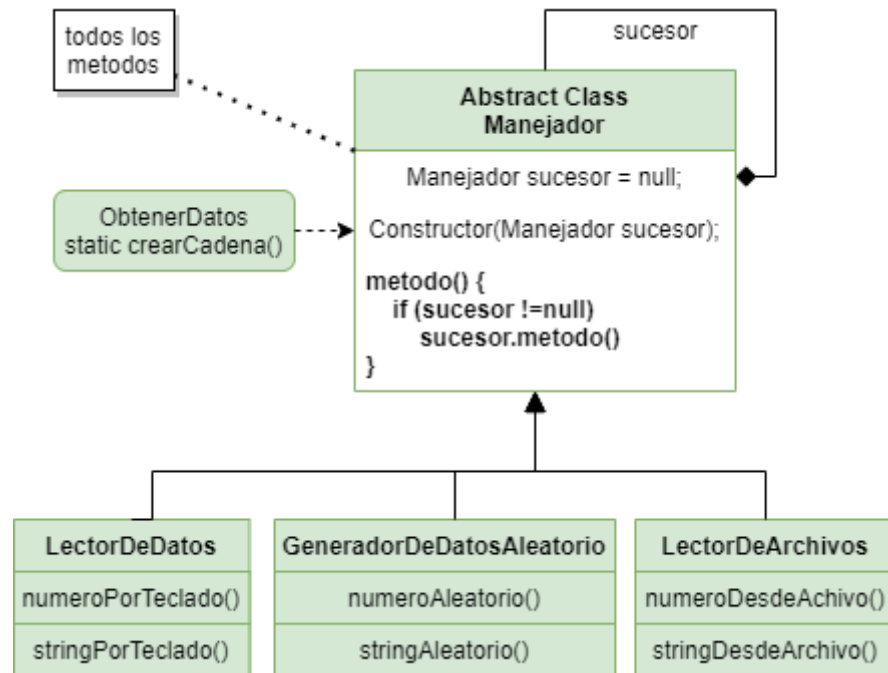 todos los
metodos
sucesor
Abstract Class
Manejador
Manejador sucesor = null;
Constructor(Manejador sucesor);
metodo() {
if (sucesor !=null)
sucesor.metodo()
}
ObtenerDatos
static crearCadena()
LectorDeDatos
numeroPorTeclado()
stringPorTeclado()
GeneradorDeDatosAleatorio
numeroAleatorio()
stringAleatorio()
LectorDeArchivos
numeroDesdeAchivo()
stringDesdeArchivo()